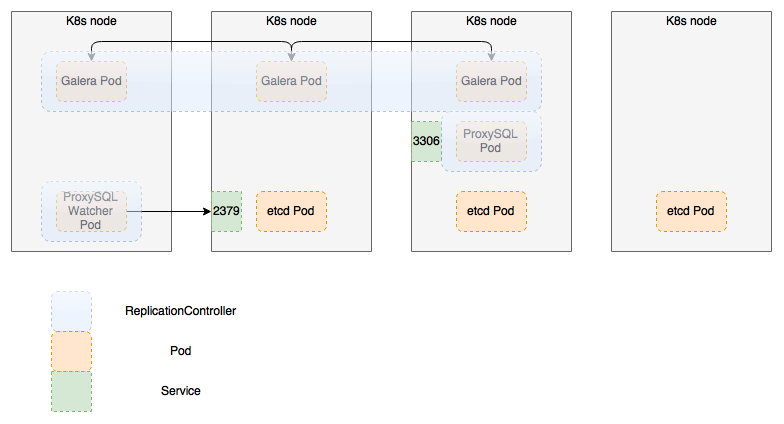 K8s node
K8s node
K8s node
K8s node
Galera Pod
Galera Pod
Galera Pod
3306
ProxySQL
Pod
ProxySQL
Watcher
Pod
2379
etcd Pod
etcd Pod
etcd Pod
ReplicationController
Pod
Service